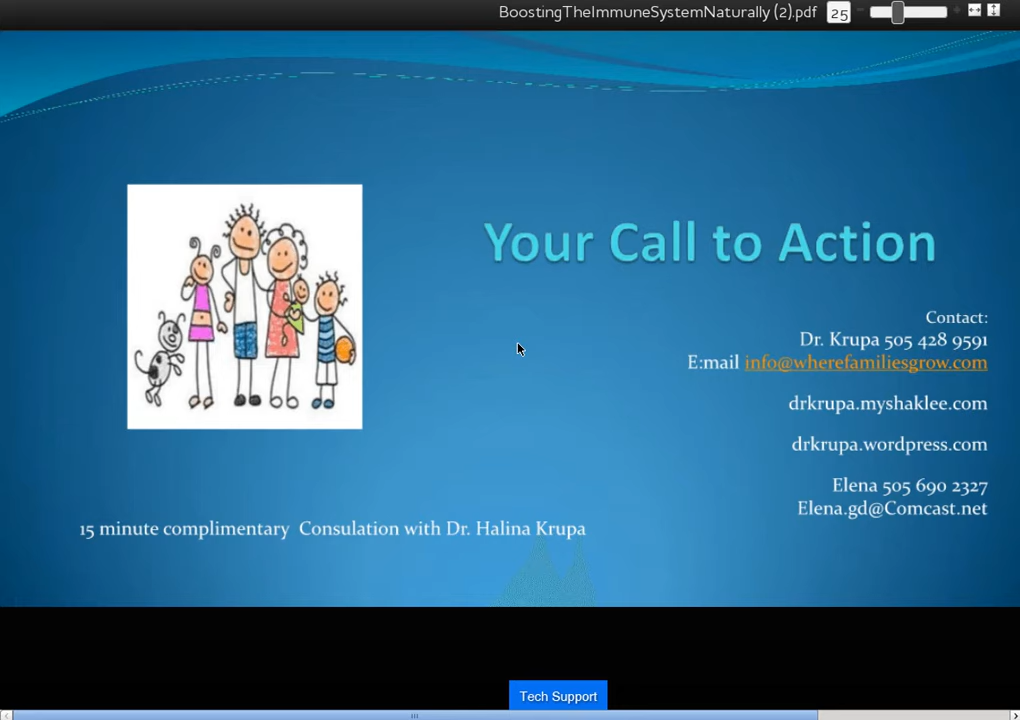 BoostingTheImmuneSystemNaturally (2).pdf 25
Your Call to Action
Contact:
Dr. Krupa 505 428 9591
E:mail info@wherefamiliesgrow.com
drkrupa.myshaklee.com
drkrupa.wordpress.com
Elena 505 690 2327
Elena.gd@Comcast.net
15 minute complimentary Consulation with Dr. Halina Krupa
Tech Support